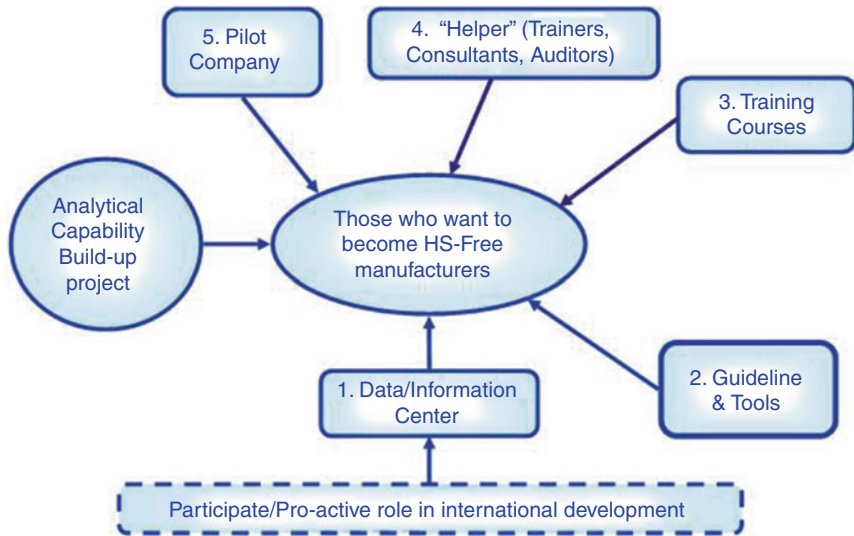 5. Pilot
Company
4. “Helper” (Trainers,
Consultants, Auditors)
3. Training
Courses
Analytical
Capability
Build-up
project
Those who want to
become HS-Free
manufacturers
1. Data/Information
Center
2. Guideline
& Tools
Participate/Pro-active role in international development